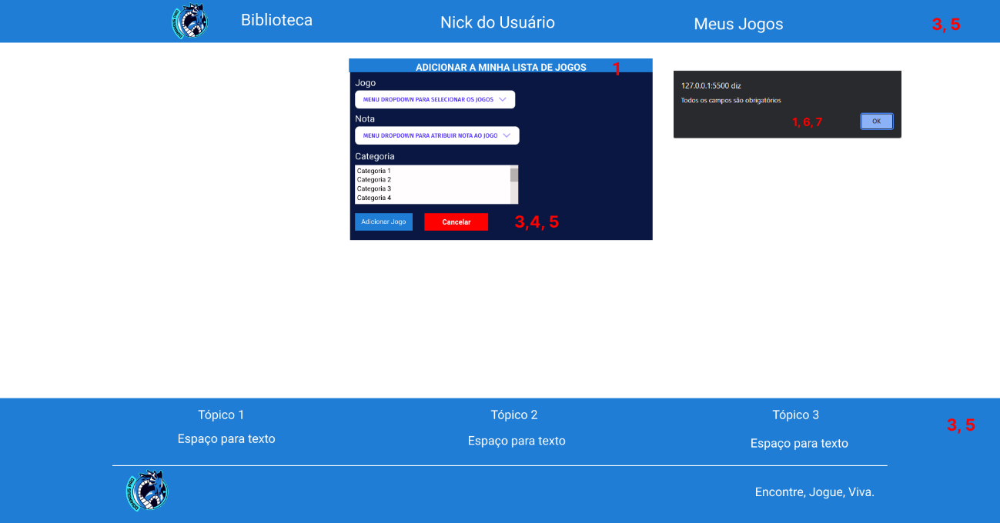 Biblioteca
Nick do Usuário
Meus Jogos
3, 5
ADICIONAR A MINHA LISTA DE JOGOS
1
Jogo
MENU DROPDOWN PARA SELECIONAR OS JOGOS
Nota
MENU DROPDOWN PARA ATRIBUIR NOTA AO JOGO
Categoria
Categoria 1
Categoria 2
Categoria 3
Categoria 4
Adicionar Jogo
Cancelar
3,4, 5
127.0.0.1:5500 diz
Todos os campos são obrigatórios
1, 6, 7
OK
Tópico 1
Tópico 2
Tópico 3
3, 5
Espaço para texto
Espaço para texto
Espaço para texto
Encontre, Jogue, Viva.